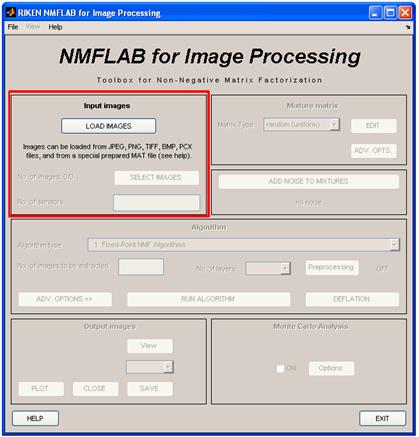 RIKEN NMFLAB for Image Processing
File View Help
NMFLAB for Image Processing
Toolbox for Non-Negative Matrix Factorization
Input images
LOAD IMAGES
Images can be loaded from JPEG, PNG, TIFF, BMP, PCX
files, and from a special prepared MAT file (see help).
No. of images: 0/0
SELECT IMAGES
No. of sensors
Mixture matrix
Matrix Type: random (uniform)
EDIT
ADV. OPTS.
ADD NOISE TO MIXTURES
no noise
Algorithm
Algorithm type 1. Fixed-Point NMF Algorithms
No. of images to be extracted
No. of layers
Preprocessing OFF
ADV. OPTIONS >> RUN ALGORITHM DEFLATION
Output images
View
PLOT CLOSE SAVE
Monte Carlo Analysis
ON Options
HELP EXIT